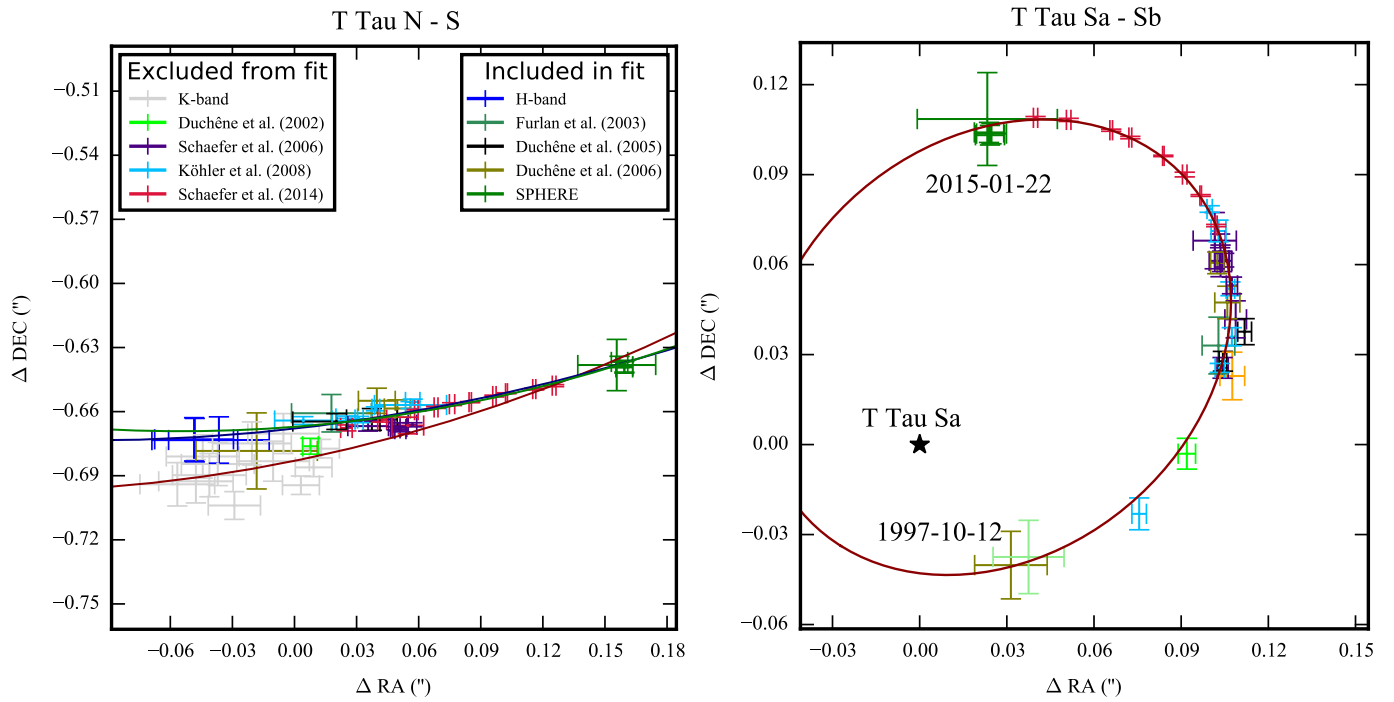 T Tau N - S
Excluded from fit
K-band
Duchêne et al. (2002)
Schaefer et al. (2006)
Köhler et al. (2008)
Schaefer et al. (2014)
Included in fit
H-band
Furlan et al. (2003)
Duchêne et al. (2005)
Duchêne et al. (2006)
SPHERE
−0.51
−0.54
−0.57
−0.60
−0.63
−0.66
−0.69
−0.72
−0.75
Δ DEC (")
−0.06
−0.03
0.00
0.03
0.06
0.09
0.12
0.15
0.18
Δ RA (")
T Tau Sa - Sb
0.12
0.09
0.06
0.03
0.00
−0.03
−0.06
Δ DEC (")
2015-01-22
T Tau Sa
1997-10-12
−0.03
0.00
0.03
0.06
0.09
0.12
0.15
Δ RA (")